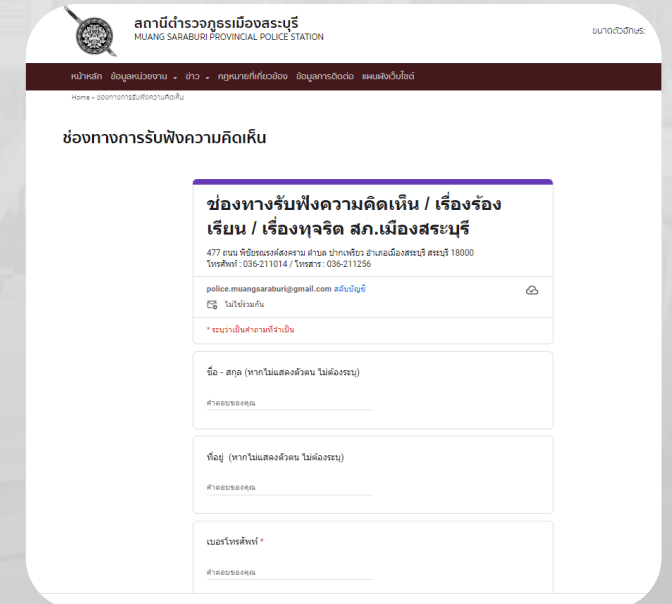 สถานีตำรวจภูธรเมืองสระบุรี
MUANG SARABURI PROVINCIAL POLICE STATION
ขนาดตัวอักษร:
หน้าหลัก ข้อมูลหน่วยงาน ข่าว กฎหมายที่เกี่ยวข้อง ข้อมูลการติดต่อ แผนผังเว็บไซต์
Home » ช่องทางการรับฟังความคิดเห็น
ช่องทางการรับฟังความคิดเห็น
ช่องทางรับฟังความคิดเห็น / เรื่องร้อง
เรียน / เรื่องทุจริต สภ.เมืองสระบุรี
477 ถนน พิชัยรณรงค์สงคราม ตำบล ปากเพรียว อำเภอเมืองสระบุรี สระบุรี 18000
โทรศัพท์ : 036-211014 / โทรสาร : 036-211256
police.muangsaraburi@gmail.com สลับบัญชี
ไม่ใช้ร่วมกัน
* ระบุว่าเป็นคำถามที่จำเป็น
ชื่อ - สกุล (หากไม่แสดงตัวตน ไม่ต้องระบุ)
คำตอบของคุณ
ที่อยู่ (หากไม่แสดงตัวตน ไม่ต้องระบุ)
คำตอบของคุณ
เบอร์โทรศัพท์ *
คำตอบของคุณ